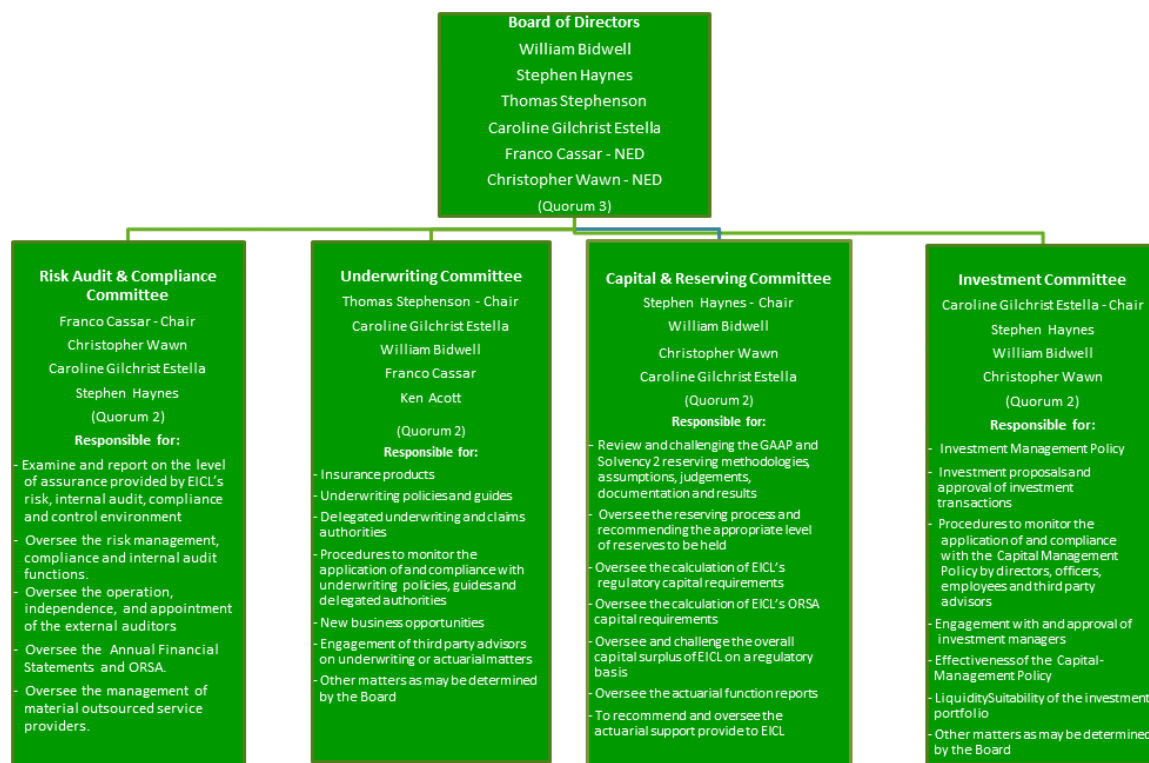 Board of Directors
William Bidwell
Stephen Haynes
Thomas Stephenson
Caroline Gilchrist Estella
Franco Cassar - NED
Christopher Wawn - NED
(Quorum 3)
Risk Audit & Compliance
Committee
Franco Cassar - Chair
Christopher Wawn
Caroline Gilchrist Estella
Stephen Haynes
(Quorum 2)
Responsible for:
- Examine and report on the level
of assurance provided by EICL's
risk, internal audit, compliance
and control environment
- Oversee the risk management,
compliance and internal audit
functions.
- Oversee the operation,
independence, and appointment
of the external auditors
- Oversee the Annual Financial
Statements and ORSA.
- Oversee the management of
material outsourced service
providers.
Underwriting Committee
Thomas Stephenson - Chair
Caroline Gilchrist Estella
William Bidwell
Franco Cassar
Ken Acott
(Quorum 2)
Responsible for:
- Insurance products
- Underwriting policies and guides
- Delegated underwriting and claims
authorities
- Procedures to monitor the
application of and compliance with
underwriting policies, guides and
delegated authorities
- New business opportunities
- Engagement of third party advisors
on underwriting or actuarial matters
- Other matters as may be determined
by the Board
Capital & Reserving Committee
Stephen Haynes - Chair
William Bidwell
Christopher Wawn
Caroline Gilchrist Estella
(Quorum 2)
Responsible for:
- Review and challenging the GAAP and
Solvency 2 reserving methodologies,
assumptions, judgements,
documentation and results
- Oversee the reserving process and
recommending the appropriate level
of reserves to be held
- Oversee the calculation of EICL's
regulatory capital requirements
- Oversee the calculation of EICL's ORSA
capital requirements
- Oversee and challenge the overall
capital surplus of EICL on a regulatory
basis
- Oversee the actuarial function reports
- To recommend and oversee the
actuarial support provide to EICL
Investment Committee
Caroline Gilchrist Estella - Chair
Stephen Haynes
William Bidwell
Christopher Wawn
(Quorum 2)
Responsible for:
- Investment Management Policy
- Investment proposals and
approval of investment
transactions
- Procedures to monitor the
application of and compliance
with the Capital Management
Policy by directors, officers,
employees and third party
advisors
- Engagement with and approval of
investment managers
- Effectiveness of the Capital-
Management Policy
- Liquidity Suitability of the investment
portfolio
- Other matters as may be determined
by the Board